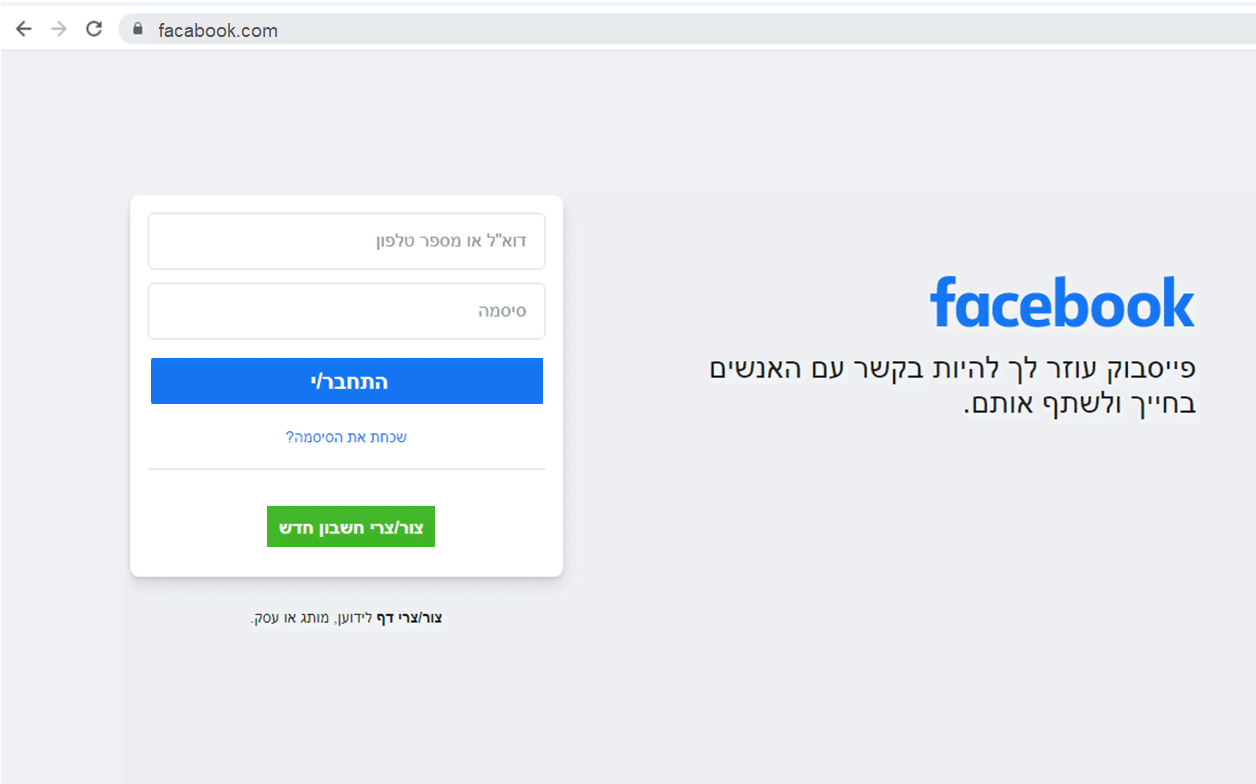 facabook.com
facebook
פייסבוק עוזר לך להיות בקשר עם האנשים
בחייך ולשתף אותם.
דוא"ל או מספר טלפון
סיסמה
התחבר/י
שכחת את הסיסמה?
צור/צרי חשבון חדש
צור/צרי דף לידוען, מותג או עסק.